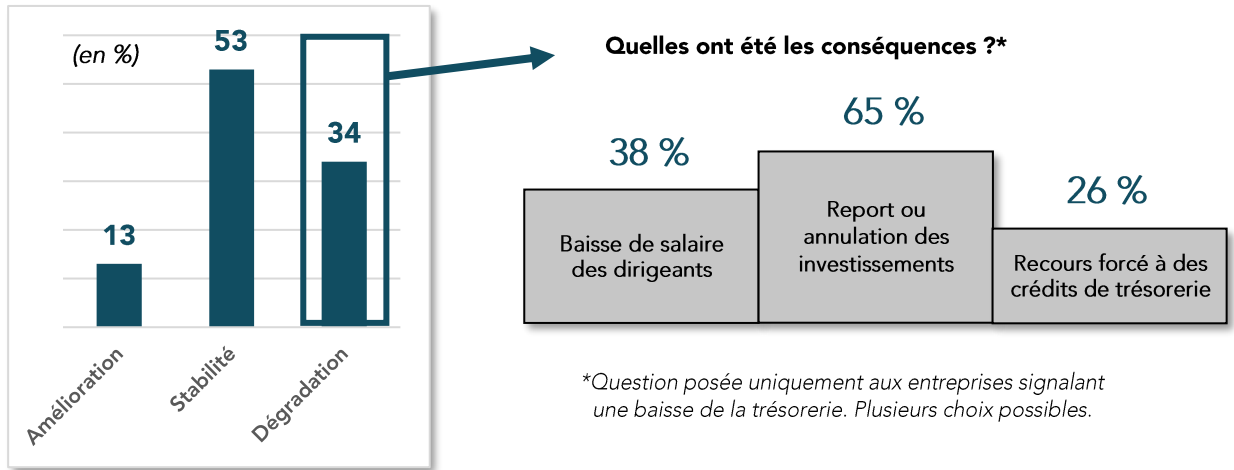 (en %)
53
34
13
Amélioration
Stabilité
Dégradation
Quelles ont été les conséquences ?*
38 %
65 %
26 %
Baisse de salaire
des dirigeants
Report ou
annulation des
investissements
Recours forcé à des
crédits de trésorerie
*Question posée uniquement aux entreprises signalant
une baisse de la trésorerie. Plusieurs choix possibles.